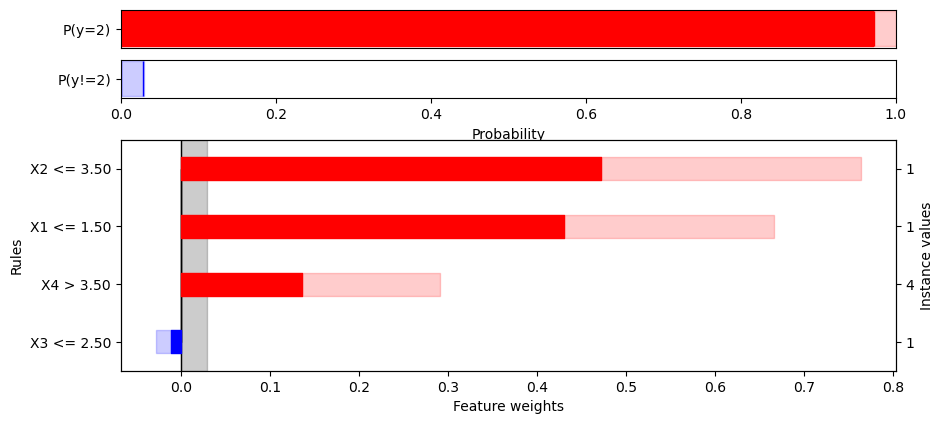 P(y=2)
P(y!=2)
0.0 0.2 0.4 0.6 0.8 1.0
Probability
Rules
X2 <= 3.50 1
X1 <= 1.50 1
X4 > 3.50 4
X3 <= 2.50 1
Instance values
0.0 0.1 0.2 0.3 0.4 0.5 0.6 0.7 0.8
Feature weights